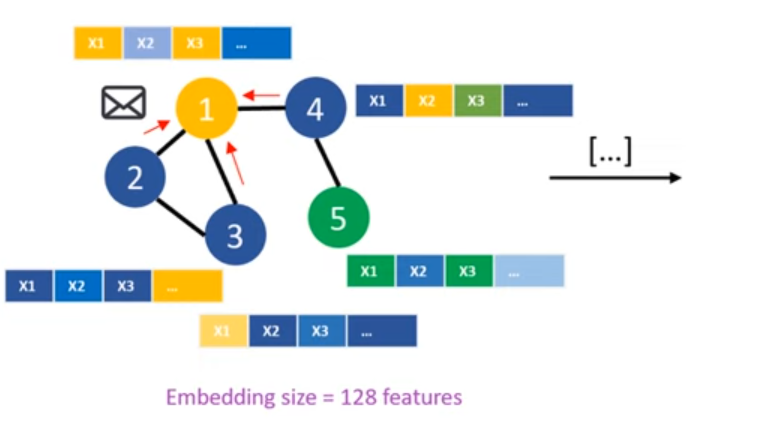 X1 X2 X3 ...
1
4
X1 X2 X3 ...
[...]
2
3
5
X1 X2 X3 ...
X1 X2 X3 ...
X1 X2 X3 ...
Embedding size = 128 features